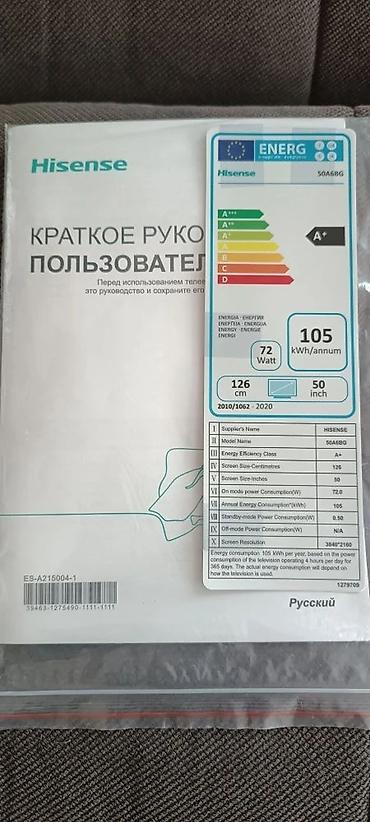 Hisense
КРАТКОЕ РУКО
ПОЛЬЗОВАТЕЛ
Перед использованием теле
это руководство и сохраните его
ES-A215004-1
39463-1275490-1111-1111
Русский
ENERG
Hisense 50A6BG
A+++
A++
A+
A
B
C
D
A+
ENERGIA · ЕНЕРГИЯ
ΕΝΕΡΓΕΙΑ · ENERGIJA
ENERGY · ENERGIE
ENERGI
72
Watt
105
kWh/annum
126
cm
50
inch
2010/1062 - 2020
I Supplier's Name HISENSE
II Model Name 50A6BG
III Energy Efficiency Class A+
IV Screen Size-Centimetres 126
V Screen Size-Inches 50
VI On mode power Consumption(W) 72.0
VII Annual Energy Consumption*(kWh) 105
VIII Standby-mode Power Consumption(W) 0.50
IX Off-mode Power Consumption(W) N/A
X Screen Resolution 3840*2160
Energy consumption 105 kWh per year, based on the power
consumption of the television operating 4 hours per day for
365 days. The actual energy consumption will depend on
how the television is used.
1279709